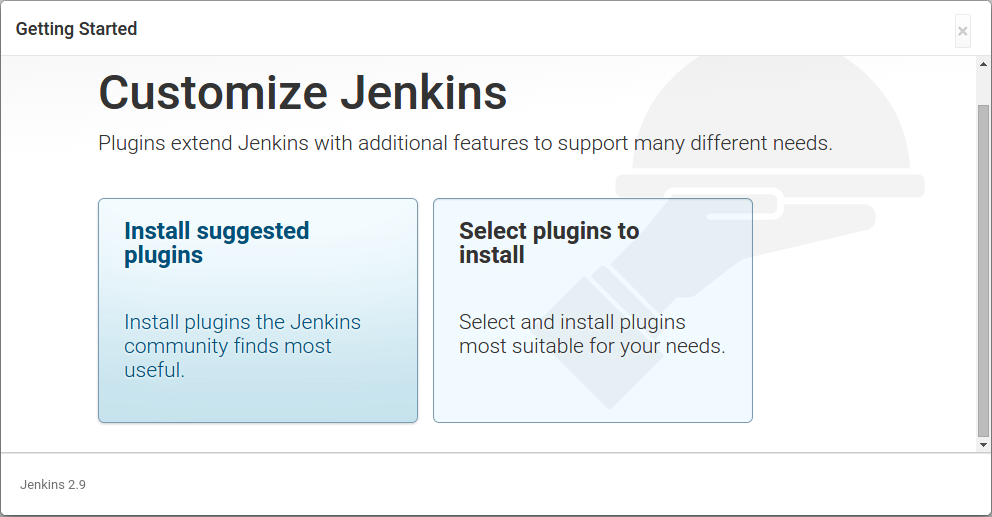 Getting Started
×
Customize Jenkins
Plugins extend Jenkins with additional features to support many different needs.
Install suggested
plugins
Install plugins the Jenkins
community finds most
useful.
Select plugins to
install
Select and install plugins
most suitable for your needs.
Jenkins 2.9